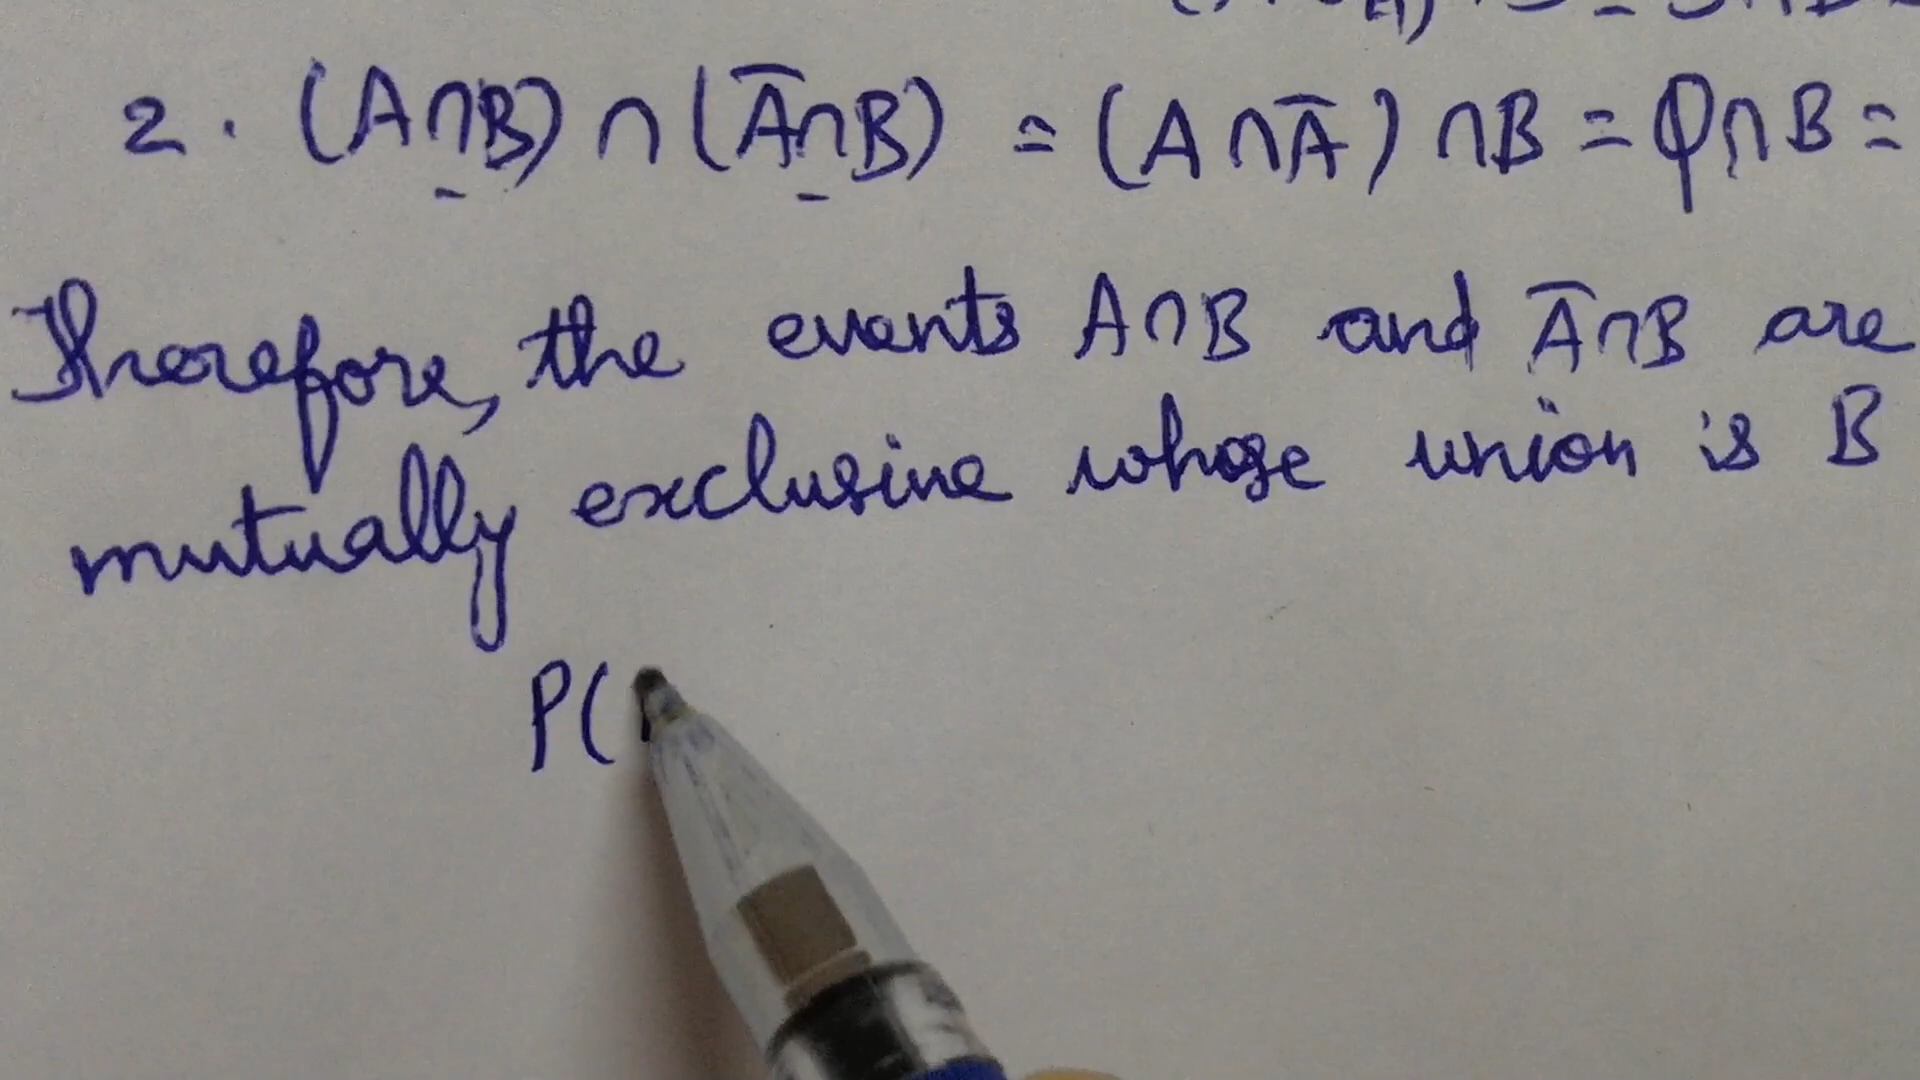 2. (A∩B) ∩ (A̅∩B) = (A∩A̅) ∩B = φ∩B =
Therefore, the events A∩B and A̅∩B are
mutually exclusive whose union is B
P(